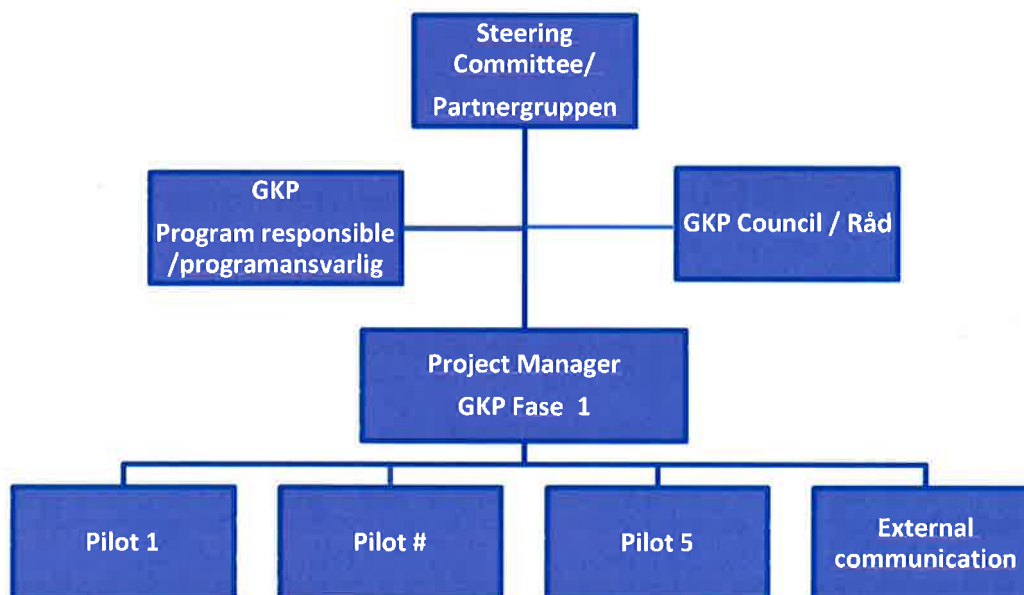 Steering
Committee/
Partnergruppen
GKP
Program responsible
/programansvarlig
GKP Council / Råd
Project Manager
GKP Fase 1
Pilot 1
Pilot #
Pilot 5
External
communication